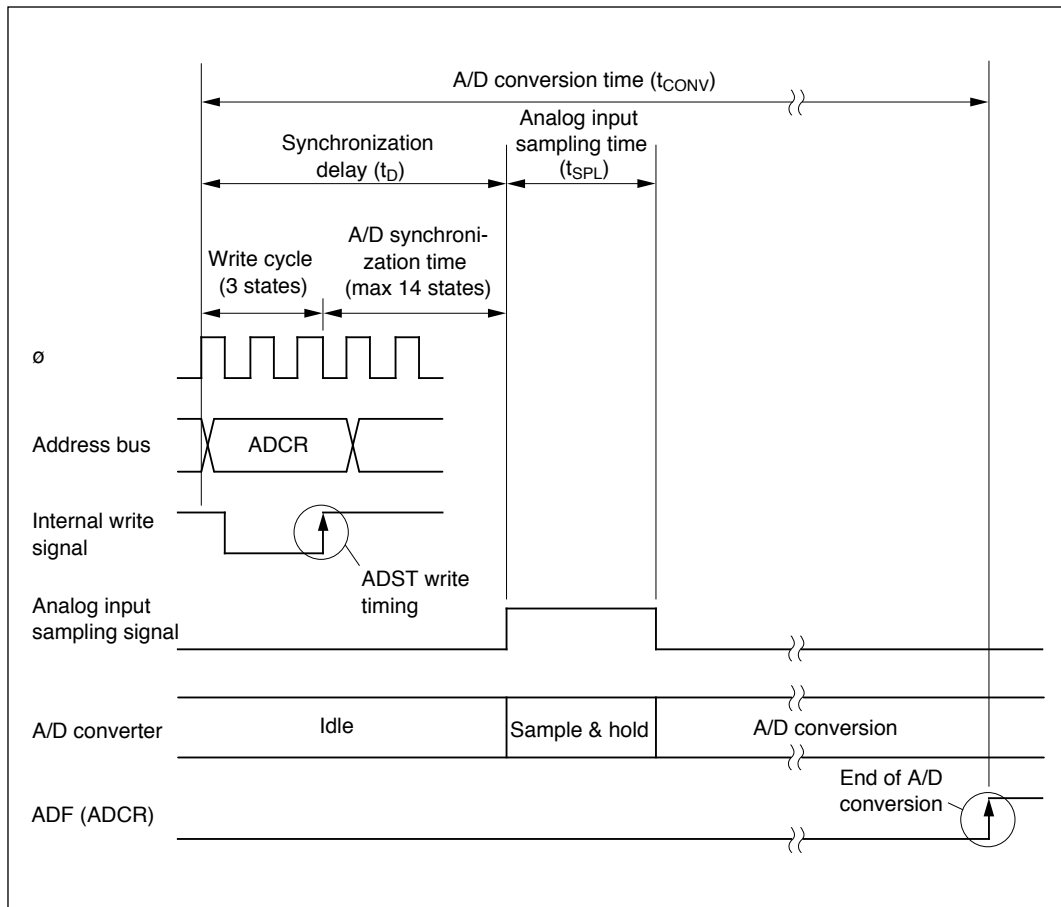 A/D conversion time (tCONV)
Analog input
sampling time
(tSPL)
Synchronization
delay (tD)
A/D synchroni-
zation time
(max 14 states)
Write cycle
(3 states)
ø
Address bus
ADCR
Internal write
signal
ADST write
timing
Analog input
sampling signal
A/D converter
Idle
Sample & hold
A/D conversion
End of A/D
conversion
ADF (ADCR)